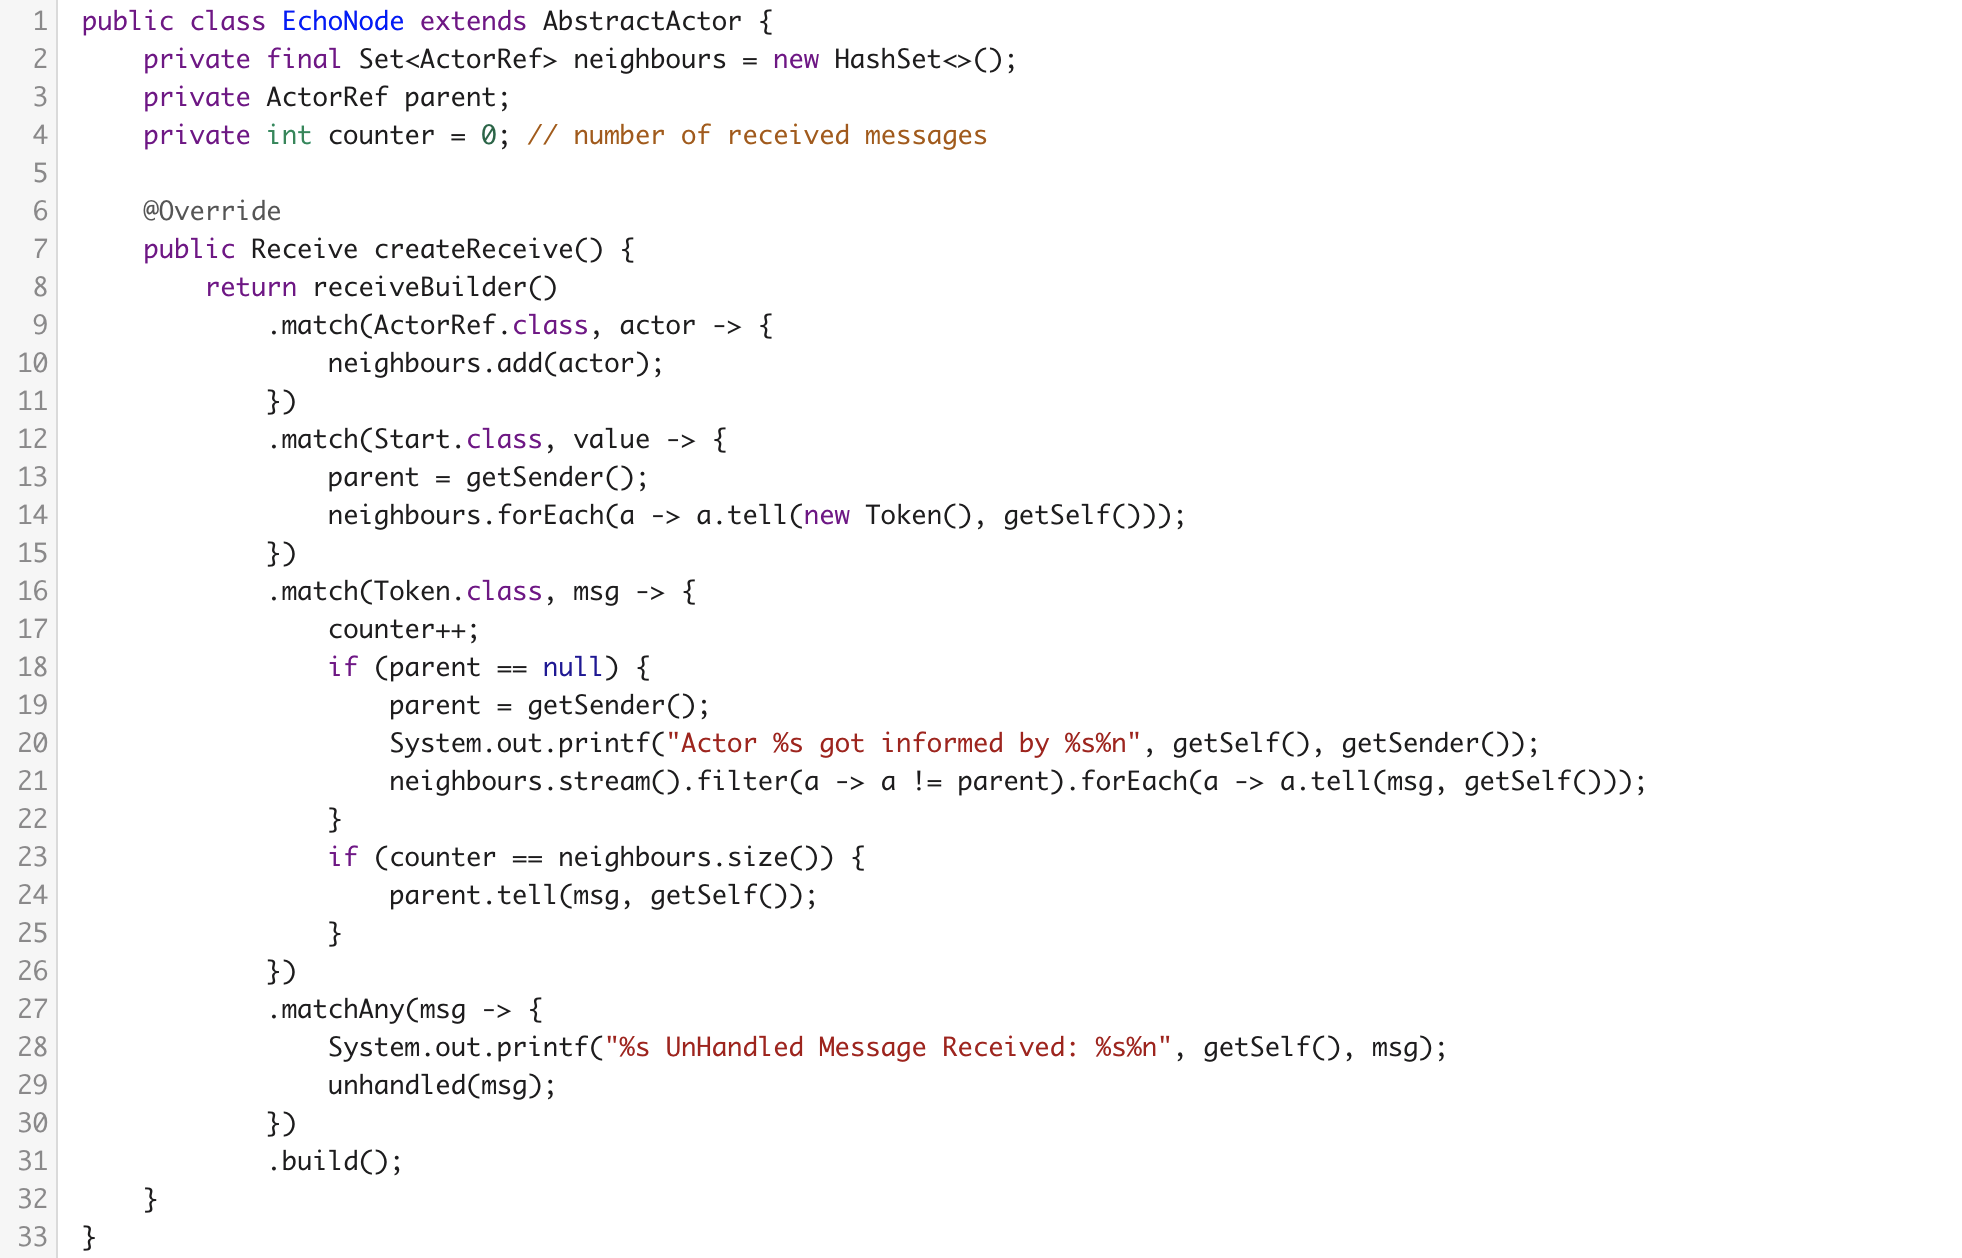 1 public class EchoNode extends AbstractActor {
2     private final Set<ActorRef> neighbours = new HashSet<>();
3     private ActorRef parent;
4     private int counter = 0; // number of received messages
5
6     @Override
7     public Receive createReceive() {
8         return receiveBuilder()
9             .match(ActorRef.class, actor -> {
10                 neighbours.add(actor);
11             })
12             .match(Start.class, value -> {
13                 parent = getSender();
14                 neighbours.forEach(a -> a.tell(new Token(), getSelf()));
15             })
16             .match(Token.class, msg -> {
17                 counter++;
18                 if (parent == null) {
19                     parent = getSender();
20                     System.out.printf("Actor %s got informed by %s%n", getSelf(), getSender());
21                     neighbours.stream().filter(a -> a != parent).forEach(a -> a.tell(msg, getSelf()));
22                 }
23                 if (counter == neighbours.size()) {
24                     parent.tell(msg, getSelf());
25                 }
26             })
27             .matchAny(msg -> {
28                 System.out.printf("%s UnHandled Message Received: %s%n", getSelf(), msg);
29                 unhandled(msg);
30             })
31             .build();
32     }
33 }